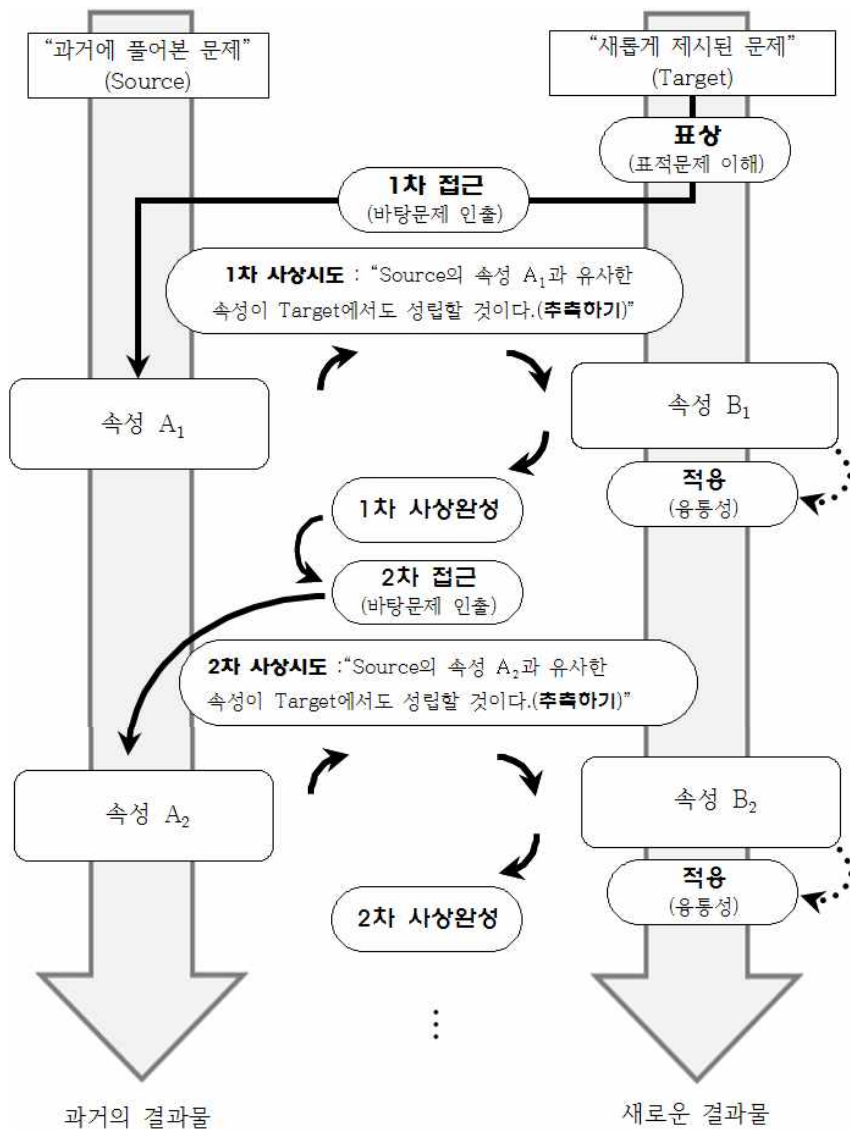 “과거에 풀어본 문제”
(Source)
“새롭게 제시된 문제”
(Target)
표상
(표적문제 이해)
1차 접근
(바탕문제 인출)
1차 사상시도 : “Source의 속성 A₁과 유사한
속성이 Target에서도 성립할 것이다.(추측하기)”
속성 A₁
속성 B₁
적용
(융통성)
1차 사상완성
2차 접근
(바탕문제 인출)
2차 사상시도 :“Source의 속성 A₂과 유사한
속성이 Target에서도 성립할 것이다.(추측하기)”
속성 A₂
속성 B₂
적용
(융통성)
2차 사상완성
⋮
과거의 결과물
새로운 결과물